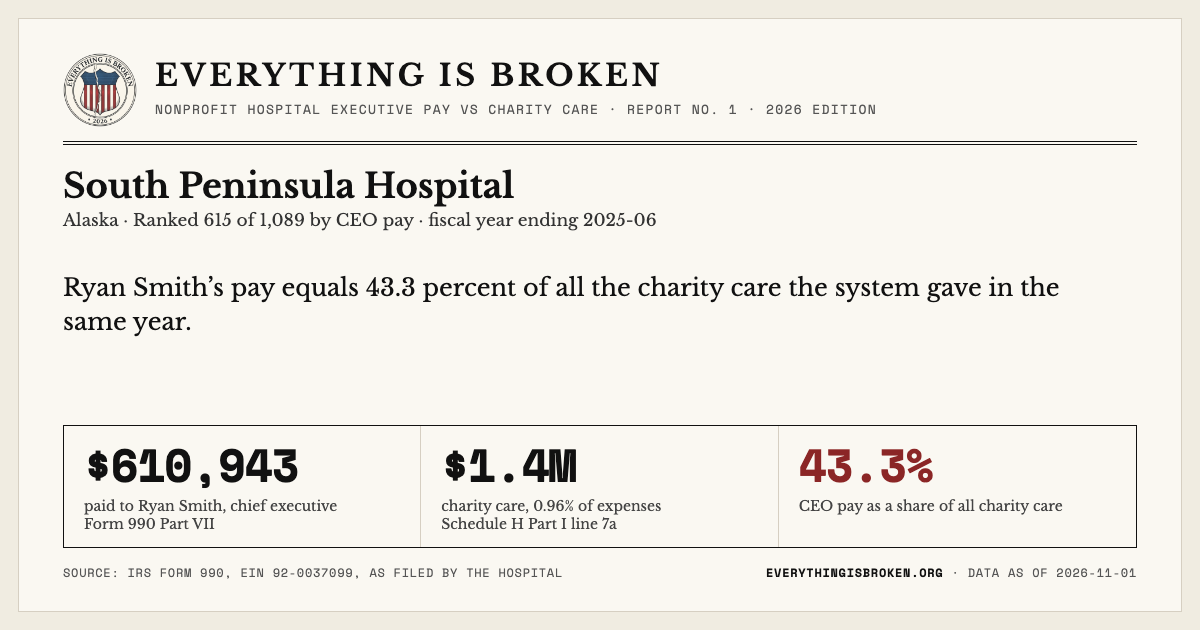 EVERYTHING IS BROKEN
· 2026 ·
EVERYTHING IS BROKEN
NONPROFIT HOSPITAL EXECUTIVE PAY VS CHARITY CARE · REPORT NO. 1 · 2026 EDITION
South Peninsula Hospital
Alaska · Ranked 615 of 1,089 by CEO pay · fiscal year ending 2025-06
Ryan Smith’s pay equals 43.3 percent of all the charity care the system gave in the
same year.
$610,943
paid to Ryan Smith, chief executive
Form 990 Part VII
$1.4M
charity care, 0.96% of expenses
Schedule H Part I line 7a
43.3%
CEO pay as a share of all charity care
SOURCE: IRS FORM 990, EIN 92-0037099, AS FILED BY THE HOSPITAL
EVERYTHINGISBROKEN.ORG · DATA AS OF 2026-11-01